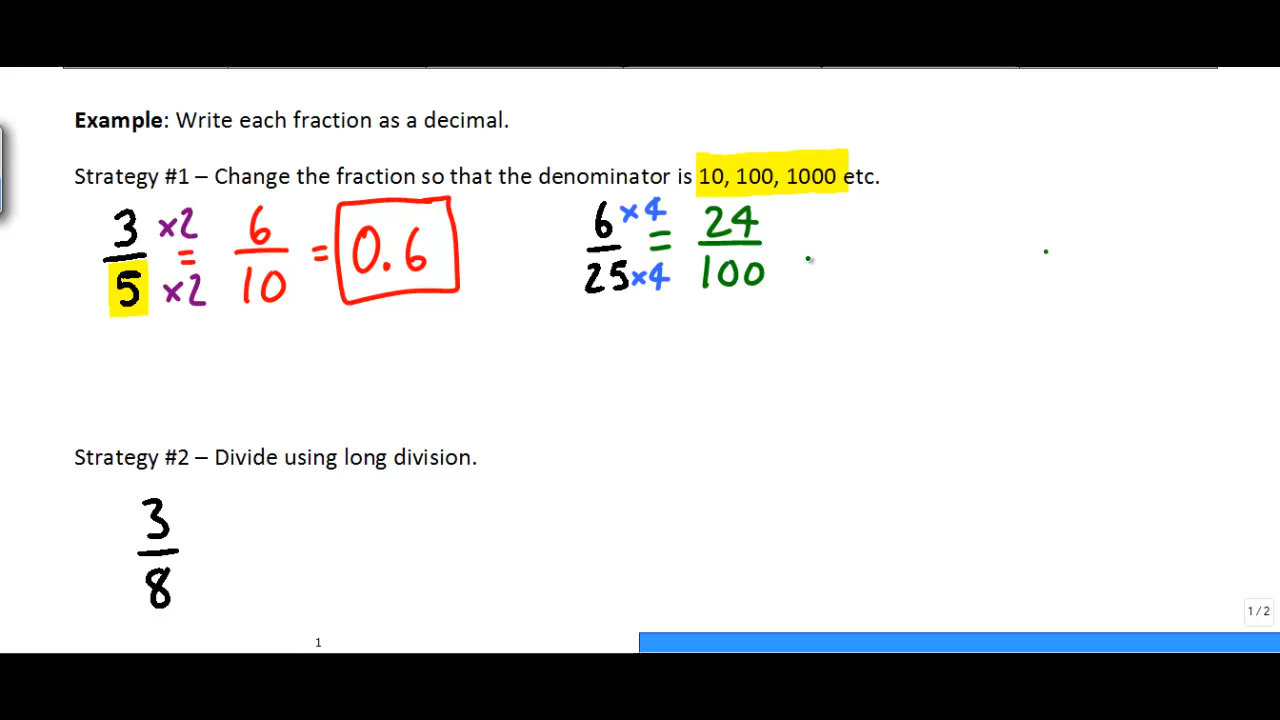 Example: Write each fraction as a decimal.
Strategy #1 – Change the fraction so that the denominator is 10, 100, 1000 etc.
3/5 ×2/×2 = 6/10 = 0.6
6/25 ×4/×4 = 24/100
Strategy #2 – Divide using long division.
3/8
1/2
1